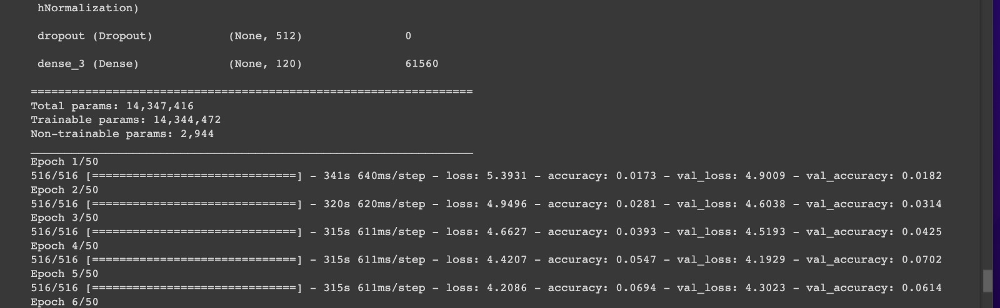 hNormalization)
dropout (Dropout) (None, 512) 0
dense_3 (Dense) (None, 120) 61560
=================================================================
Total params: 14,347,416
Trainable params: 14,344,472
Non-trainable params: 2,944
_________________________________________________________________
Epoch 1/50
516/516 [==============================] - 341s 640ms/step - loss: 5.3931 - accuracy: 0.0173 - val_loss: 4.9009 - val_accuracy: 0.0182
Epoch 2/50
516/516 [==============================] - 320s 620ms/step - loss: 4.9496 - accuracy: 0.0281 - val_loss: 4.6038 - val_accuracy: 0.0314
Epoch 3/50
516/516 [==============================] - 315s 611ms/step - loss: 4.6627 - accuracy: 0.0393 - val_loss: 4.5193 - val_accuracy: 0.0425
Epoch 4/50
516/516 [==============================] - 315s 611ms/step - loss: 4.4207 - accuracy: 0.0547 - val_loss: 4.1929 - val_accuracy: 0.0702
Epoch 5/50
516/516 [==============================] - 315s 611ms/step - loss: 4.2086 - accuracy: 0.0694 - val_loss: 4.3023 - val_accuracy: 0.0614
Epoch 6/50